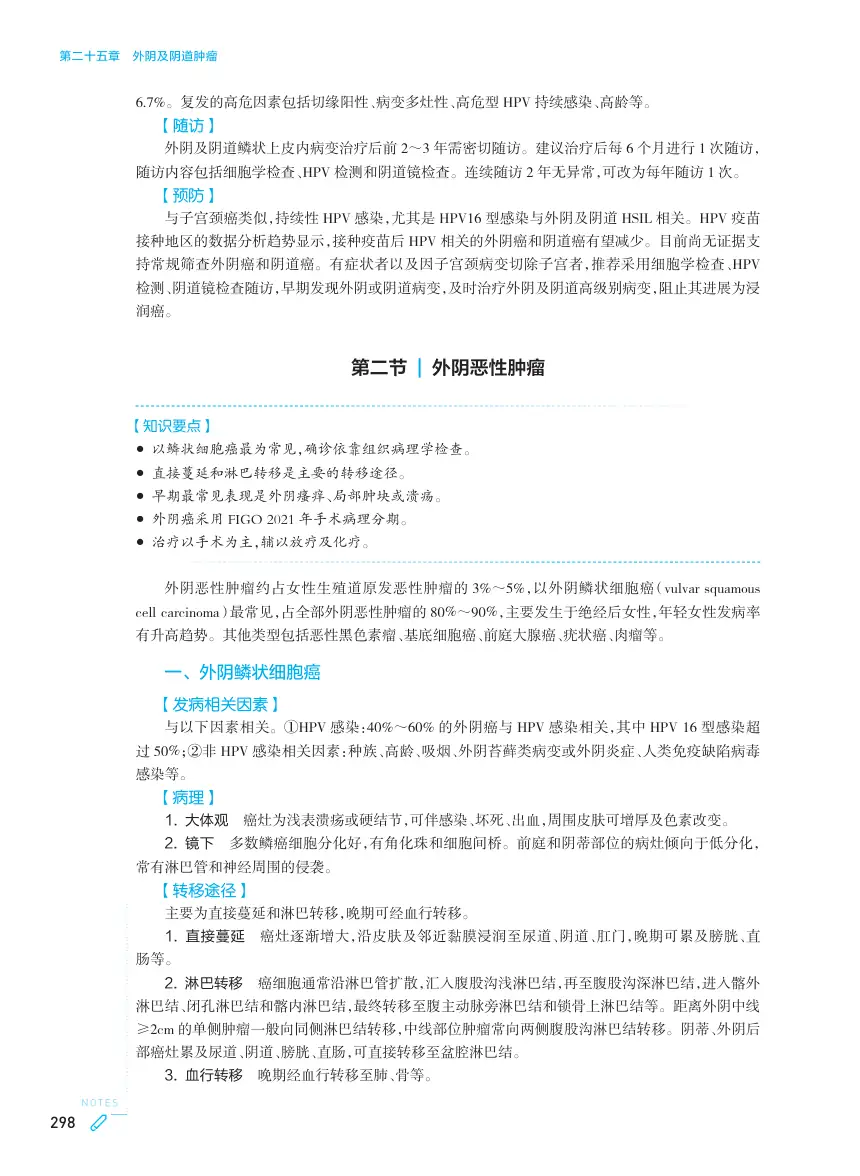 第二十五章　外阴及阴道肿瘤
6.7%。复发的高危因素包括切缘阳性、病变多灶性、高危型 HPV 持续感染、高龄等。
【随访】
外阴及阴道鳞状上皮内病变治疗后前 2～3 年需密切随访。建议治疗后每 6 个月进行 1 次随访，
随访内容包括细胞学检查、HPV 检测和阴道镜检查。连续随访 2 年无异常，可改为每年随访 1 次。
【预防】
与子宫颈癌类似，持续性 HPV 感染，尤其是 HPV16 型感染与外阴及阴道 HSIL 相关。HPV 疫苗
接种地区的数据分析趋势显示，接种疫苗后 HPV 相关的外阴癌和阴道癌有望减少。目前尚无证据支
持常规筛查外阴癌和阴道癌。有症状者以及因子宫颈病变切除子宫者，推荐采用细胞学检查、HPV
检测、阴道镜检查随访，早期发现外阴或阴道病变，及时治疗外阴及阴道高级别病变，阻止其进展为浸
润癌。
第二节｜外阴恶性肿瘤
【知识要点】
● 以鳞状细胞癌最为常见，确诊依靠组织病理学检查。
● 直接蔓延和淋巴转移是主要的转移途径。
● 早期最常见表现是外阴瘙痒、局部肿块或溃疡。
● 外阴癌采用 FIGO 2021 年手术病理分期。
● 治疗以手术为主，辅以放疗及化疗。
外阴恶性肿瘤约占女性生殖道原发恶性肿瘤的 3%～5%，以外阴鳞状细胞癌（vulvar squamous
cell carcinoma）最常见，占全部外阴恶性肿瘤的 80%～90%，主要发生于绝经后女性，年轻女性发病率
有升高趋势。其他类型包括恶性黑色素瘤、基底细胞癌、前庭大腺癌、疣状癌、肉瘤等。
一、外阴鳞状细胞癌
【发病相关因素】
与以下因素相关。①HPV 感染：40%～60% 的外阴癌与 HPV 感染相关，其中 HPV 16 型感染超
过 50%；②非 HPV 感染相关因素：种族、高龄、吸烟、外阴苔藓类病变或外阴炎症、人类免疫缺陷病毒
感染等。
【病理】
1. 大体观　癌灶为浅表溃疡或硬结节，可伴感染、坏死、出血，周围皮肤可增厚及色素改变。
2. 镜下　多数鳞癌细胞分化好，有角化珠和细胞间桥。前庭和阴蒂部位的病灶倾向于低分化，
常有淋巴管和神经周围的侵袭。
【转移途径】
主要为直接蔓延和淋巴转移，晚期可经血行转移。
1. 直接蔓延　癌灶逐渐增大，沿皮肤及邻近黏膜浸润至尿道、阴道、肛门，晚期可累及膀胱、直
肠等。
2. 淋巴转移　癌细胞通常沿淋巴管扩散，汇入腹股沟浅淋巴结，再至腹股沟深淋巴结，进入髂外
淋巴结、闭孔淋巴结和髂内淋巴结，最终转移至腹主动脉旁淋巴结和锁骨上淋巴结等。距离外阴中线
≥2cm 的单侧肿瘤一般向同侧淋巴结转移，中线部位肿瘤常向两侧腹股沟淋巴结转移。阴蒂、外阴后
部癌灶累及尿道、阴道、膀胱、直肠，可直接转移至盆腔淋巴结。
3. 血行转移　晚期经血行转移至肺、骨等。
NOTES
298